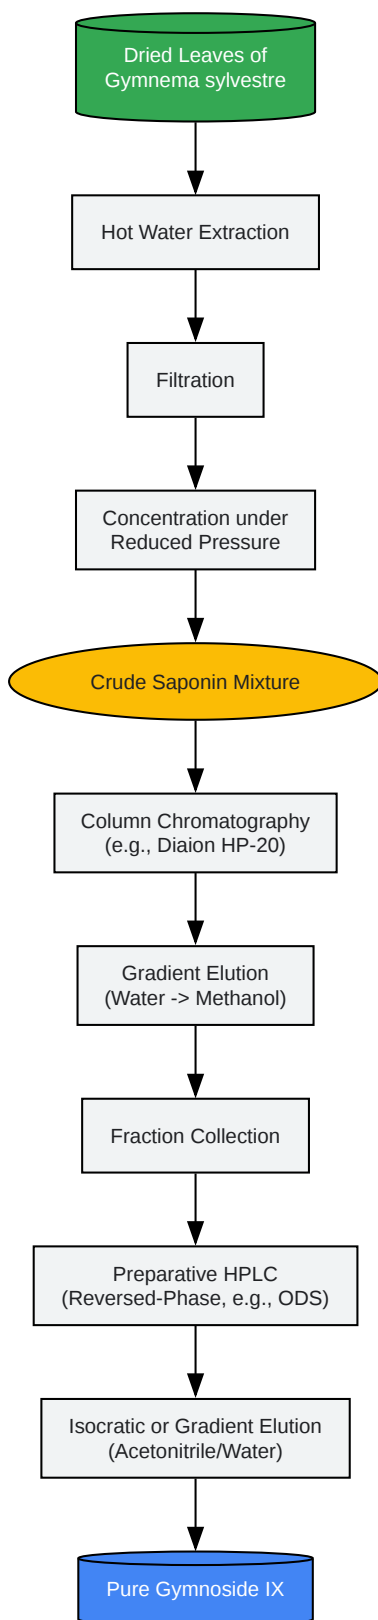 Dried Leaves of
Gymnema sylvestre
Hot Water Extraction
Filtration
Concentration under
Reduced Pressure
Crude Saponin Mixture
Column Chromatography
(e.g., Diaion HP-20)
Gradient Elution
(Water -> Methanol)
Fraction Collection
Preparative HPLC
(Reversed-Phase, e.g., ODS)
Isocratic or Gradient Elution
(Acetonitrile/Water)
Pure Gymnoside IX